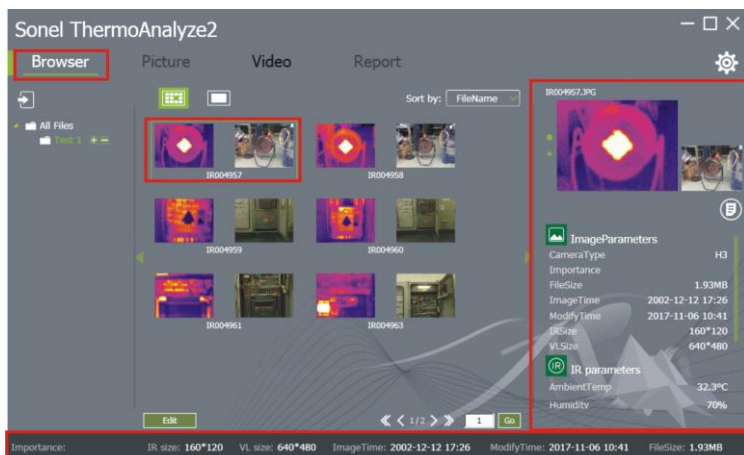 Sonel ThermoAnalyze2
Browser Picture Video Report
Sort by: FileName
All Files
Test 1
IR004957 IR004958
IR004959 IR004960
IR004961 IR004963
Edit
1/2 1 Go
IR004957.JPG
ImageParameters
CameraType H3
Importance
FileSize 1.93MB
ImageTime 2002-12-12 17:26
ModifyTime 2017-11-06 10:41
IRSize 160*120
VLSize 640*480
IR IR parameters
AmbientTemp 32.3°C
Humidity 70%
Importance: IR size: 160*120 VL size: 640*480 ImageTime: 2002-12-12 17:26 ModifyTime: 2017-11-06 10:41 FileSize: 1.93MB